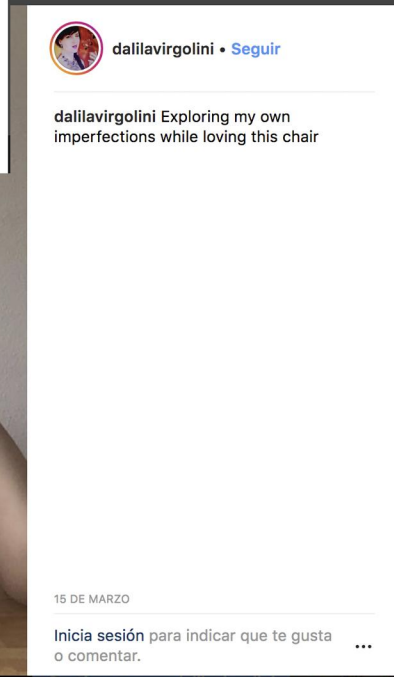 dalilavirgolini • Seguir
dalilavirgolini Exploring my own
imperfections while loving this chair
15 DE MARZO
Inicia sesión para indicar que te gusta
o comentar.